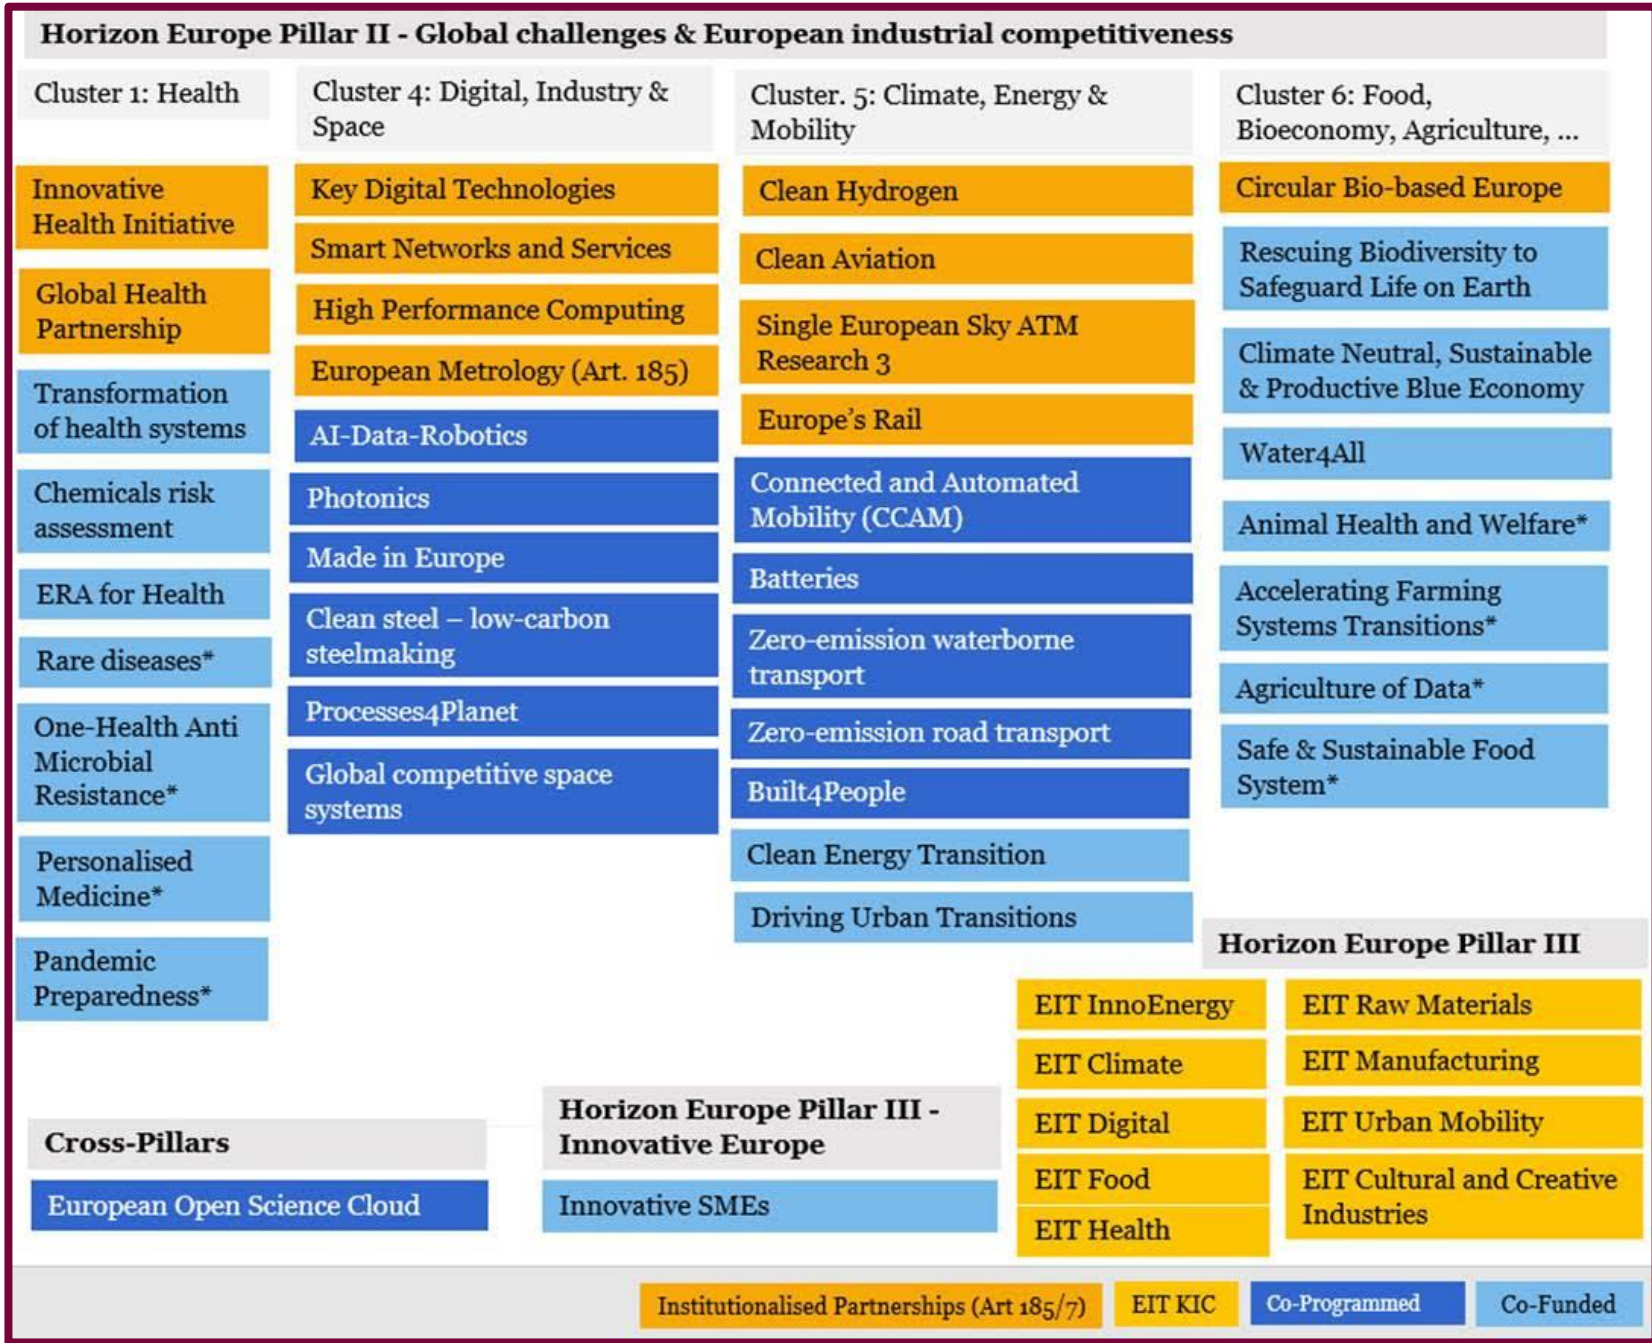 Horizon Europe Pillar II - Global challenges & European industrial competitiveness
Cluster 1: Health
Innovative
Health Initiative
Global Health
Partnership
Transformation
of health systems
Chemicals risk
assessment
ERA for Health
Rare diseases*
One-Health Anti
Microbial
Resistance*
Personalised
Medicine*
Pandemic
Preparedness*
Cluster 4: Digital, Industry &
Space
Key Digital Technologies
Smart Networks and Services
High Performance Computing
European Metrology (Art. 185)
AI-Data-Robotics
Photonics
Made in Europe
Clean steel – low-carbon
steelmaking
Processes4Planet
Global competitive space
systems
Cluster. 5: Climate, Energy &
Mobility
Clean Hydrogen
Clean Aviation
Single European Sky ATM
Research 3
Europe's Rail
Connected and Automated
Mobility (CCAM)
Batteries
Zero-emission waterborne
transport
Zero-emission road transport
Built4People
Clean Energy Transition
Driving Urban Transitions
Cluster 6: Food,
Bioeconomy, Agriculture, ...
Circular Bio-based Europe
Rescuing Biodiversity to
Safeguard Life on Earth
Climate Neutral, Sustainable
& Productive Blue Economy
Water4All
Animal Health and Welfare*
Accelerating Farming
Systems Transitions*
Agriculture of Data*
Safe & Sustainable Food
System*
Horizon Europe Pillar III
EIT InnoEnergy
EIT Climate
EIT Digital
EIT Food
EIT Health
EIT Raw Materials
EIT Manufacturing
EIT Urban Mobility
EIT Cultural and Creative
Industries
Cross-Pillars
European Open Science Cloud
Horizon Europe Pillar III -
Innovative Europe
Innovative SMEs
Institutionalised Partnerships (Art 185/7)
EIT KIC
Co-Programmed
Co-Funded